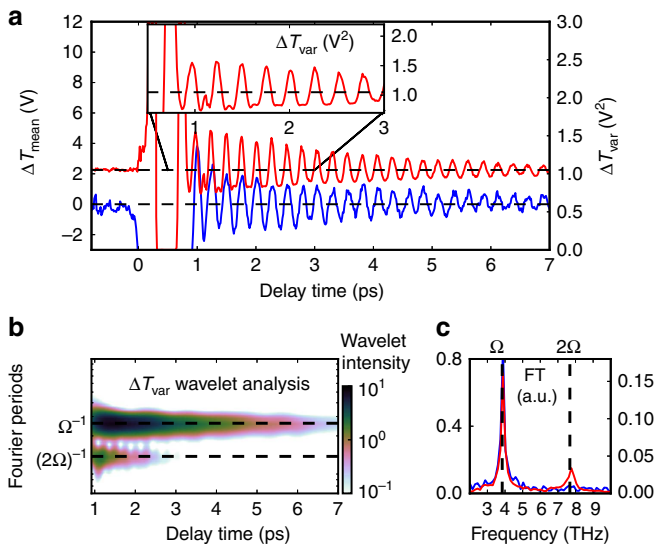 a
ΔTmean (V)
12
10
8
6
4
2
0
−2
ΔTvar (V²)
2.0
1.5
1.0
1
2
3
3.0
2.5
2.0
1.5
1.0
0.5
0.0
ΔTvar (V²)
0
1
2
3
4
5
6
7
Delay time (ps)
b
Fourier periods
Ω⁻¹
(2Ω)⁻¹
ΔTvar wavelet analysis
Wavelet
intensity
10¹
10⁰
10⁻¹
1
2
3
4
5
6
7
Delay time (ps)
c
Ω
2Ω
0.8
0.4
0.0
FT
(a.u.)
0.15
0.10
0.05
0.00
3
4
5
6
7
8
9
Frequency (THz)